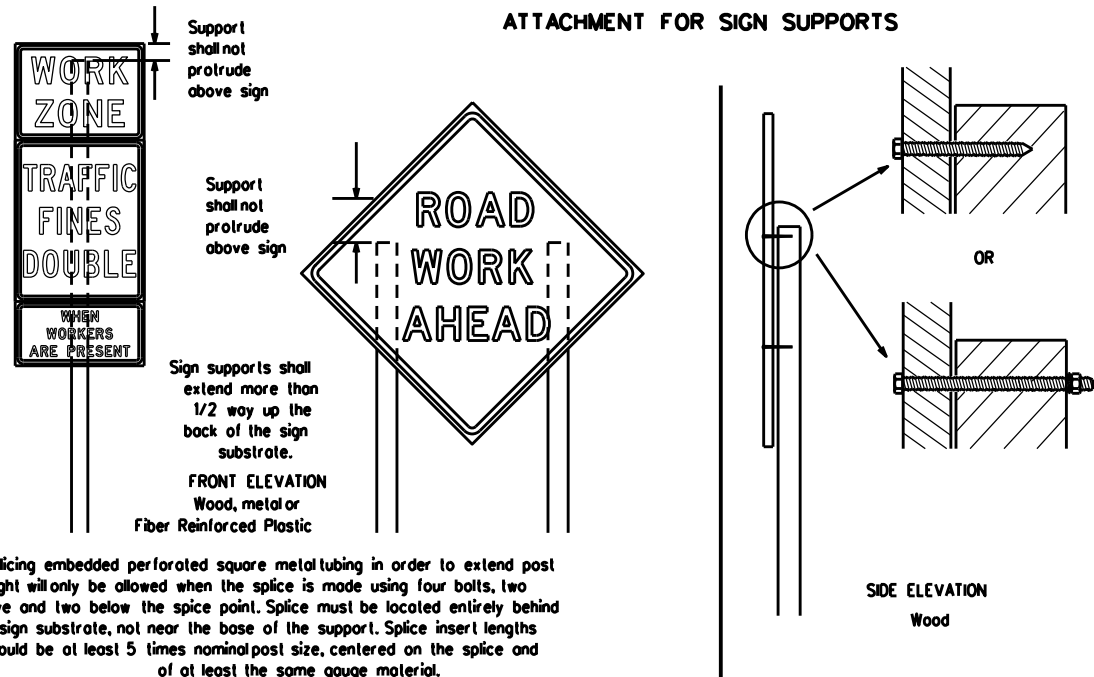 ATTACHMENT FOR SIGN SUPPORTS
Support
shall not
protrude
above sign
WORK
ZONE
TRAFFIC
FINES
DOUBLE
WHEN
WORKERS
ARE PRESENT
Support
shall not
protrude
above sign
ROAD
WORK
AHEAD
Sign supports shall
extend more than
1/2 way up the
back of the sign
substrate.
FRONT ELEVATION
Wood, metal or
Fiber Reinforced Plastic
OR
SIDE ELEVATION
Wood
licing embedded perforated square metal tubing in order to extend post
ght will only be allowed when the splice is made using four bolts, two
ve and two below the spice point. Splice must be located entirely behind
sign substrate, not near the base of the support. Splice insert lengths
ould be at least 5 times nominal post size, centered on the splice and
of at least the same gauge material.